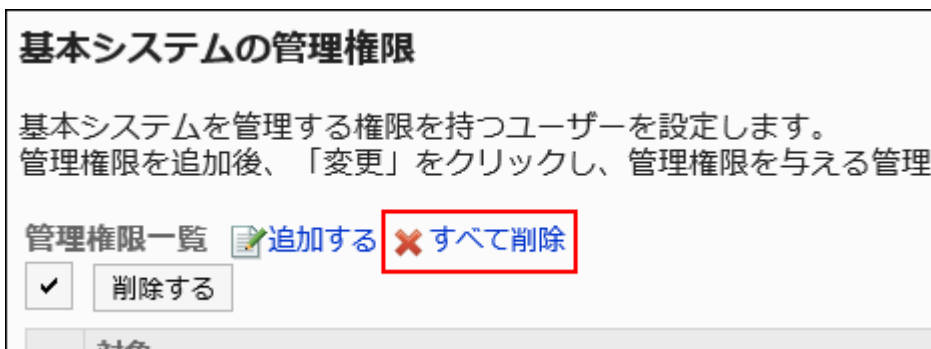 基本システムの管理権限
基本システムを管理する権限を持つユーザーを設定します。
管理権限を追加後、「変更」をクリックし、管理権限を与える管理
管理権限一覧 追加する すべて削除
削除する
対象